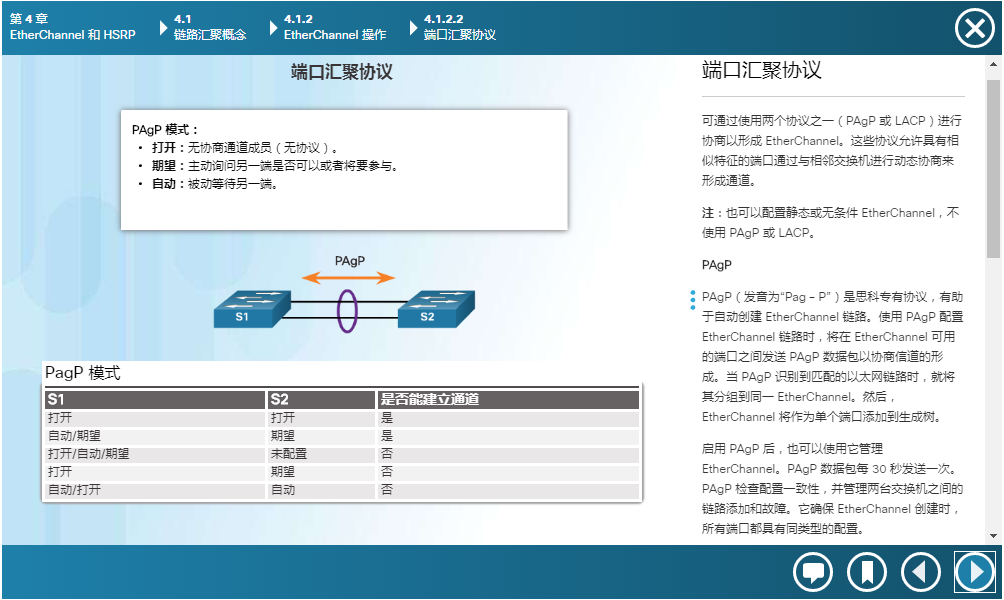 第 4 章
EtherChannel 和 HSRP
4.1
链路汇聚概念
4.1.2
EtherChannel 操作
4.1.2.2
端口汇聚协议
端口汇聚协议
PAgP 模式：
• 打开：无协商通道成员（无协议）。
• 期望：主动询问另一端是否可以或者将要参与。
• 自动：被动等待另一端。
PAgP
S1
S2
PagP 模式
S1 S2 是否能建立通道
打开 打开 是
自动/期望 期望 是
打开/自动/期望 未配置 否
打开 期望 否
自动/打开 自动 否
端口汇聚协议
可通过使用两个协议之一（PAgP 或 LACP）进行
协商以形成 EtherChannel。这些协议允许具有相
似特征的端口通过与相邻交换机进行动态协商来
形成通道。
注：也可以配置静态或无条件 EtherChannel，不
使用 PAgP 或 LACP。
PAgP
PAgP（发音为“Pag – P”）是思科专有协议，有助
于自动创建 EtherChannel 链路。使用 PAgP 配置
EtherChannel 链路时，将在 EtherChannel 可用
的端口之间发送 PAgP 数据包以协商信道的形
成。当 PAgP 识别到匹配的以太网链路时，就将
其分组到同一 EtherChannel。然后，
EtherChannel 将作为单个端口添加到生成树。
启用 PAgP 后，也可以使用它管理
EtherChannel。PAgP 数据包每 30 秒发送一次。
PAgP 检查配置一致性，并管理两台交换机之间的
链路添加和故障。它确保 EtherChannel 创建时，
所有端口都具有同类型的配置。